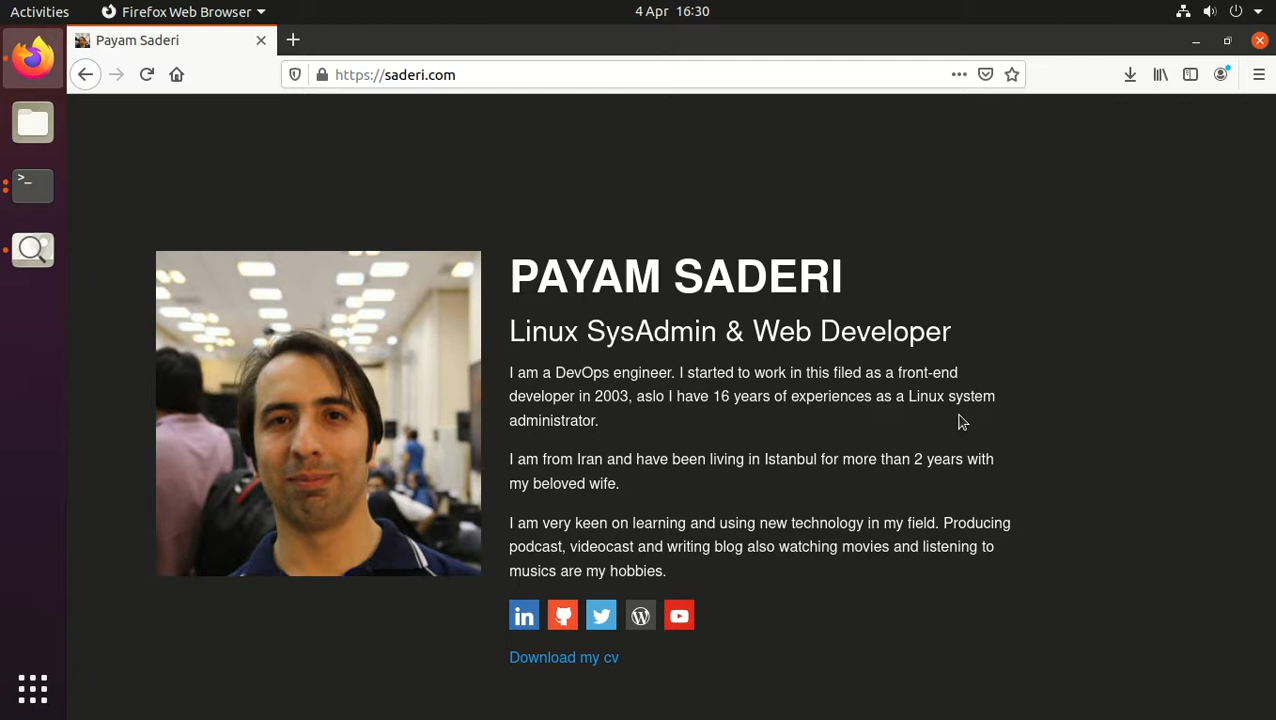 Activities
Firefox Web Browser
4 Apr 16:30
Payam Saderi
https://saderi.com
PAYAM SADERI
Linux SysAdmin & Web Developer
I am a DevOps engineer. I started to work in this filed as a front-end
developer in 2003, aslo I have 16 years of experiences as a Linux system
administrator.
I am from Iran and have been living in Istanbul for more than 2 years with
my beloved wife.
I am very keen on learning and using new technology in my field. Producing
podcast, videocast and writing blog also watching movies and listening to
musics are my hobbies.
in
Download my cv